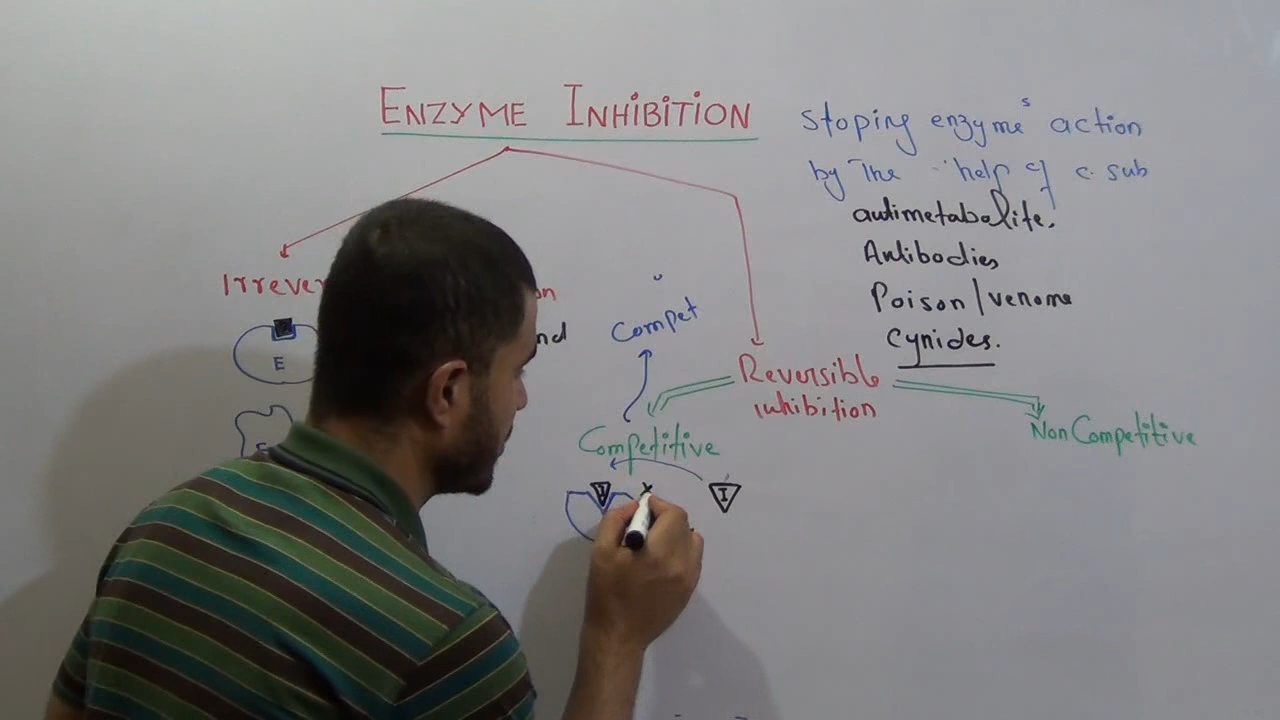 ENZYME INHIBITION
Stoping enzyme s action
by The help of c. sub
antimetabolite.
Antibodies
Poison/venome
Cynides.
Irrever
on
nd
E
Compet
Reversible
inhibition
Competitive
Non Competitive
I
I